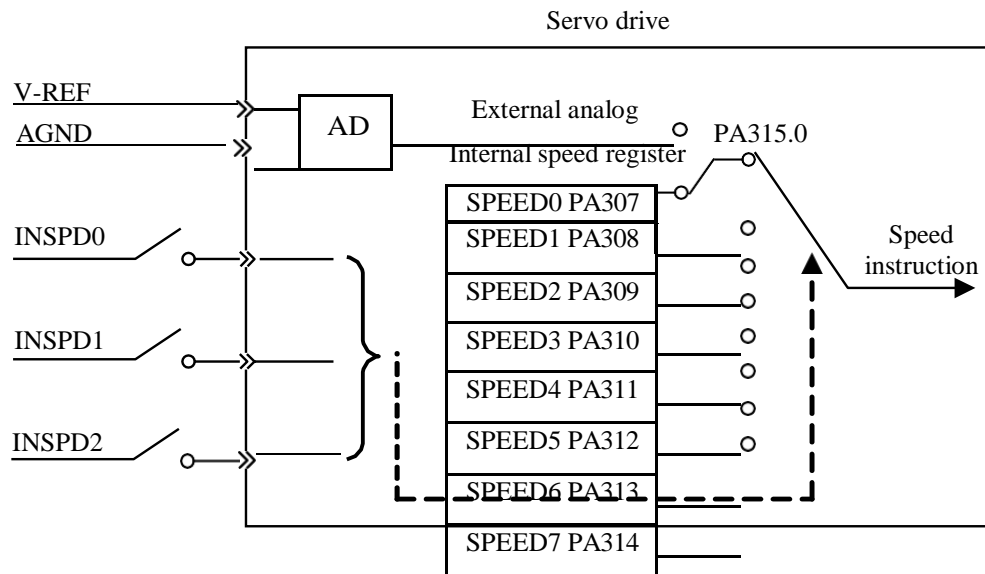 Servo drive
V-REF
AGND
AD
External analog
PA315.0
Internal speed register
SPEED0 PA307
SPEED1 PA308
SPEED2 PA309
SPEED3 PA310
SPEED4 PA311
SPEED5 PA312
SPEED6 PA313
SPEED7 PA314
INSPD0
INSPD1
INSPD2
Speed
instruction